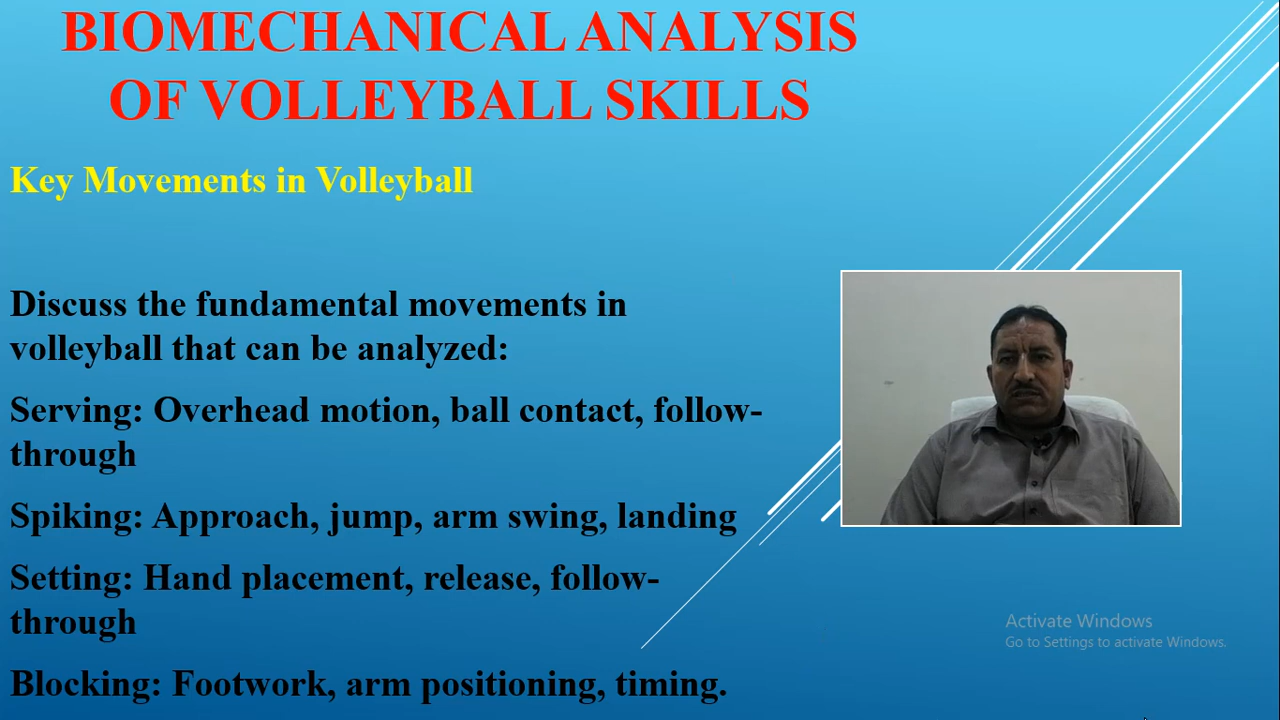 BIOMECHANICAL ANALYSIS
OF VOLLEYBALL SKILLS
Key Movements in Volleyball
Discuss the fundamental movements in
volleyball that can be analyzed:
Serving: Overhead motion, ball contact, follow-
through
Spiking: Approach, jump, arm swing, landing
Setting: Hand placement, release, follow-
through
Blocking: Footwork, arm positioning, timing.
Activate Windows
Go to Settings to activate Windows.